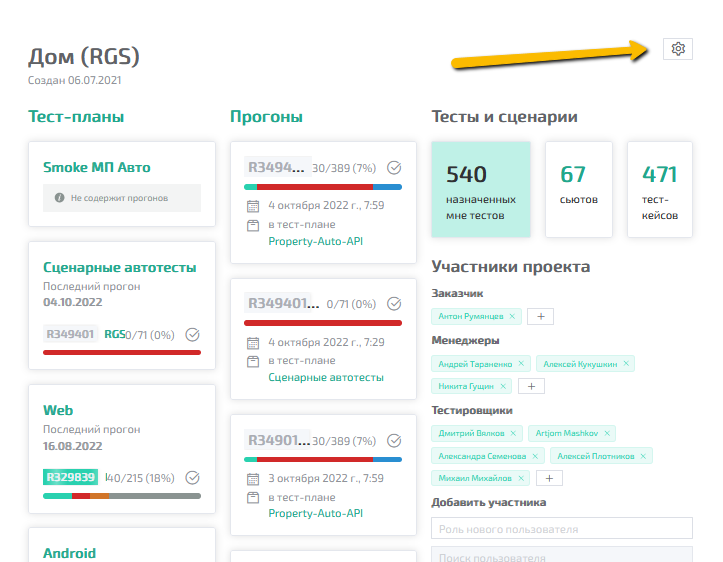 Дом (RGS)
Создан 06.07.2021
Тест-планы
Smoke МП Авто
Не содержит прогонов
Сценарные автотесты
Последний прогон
04.10.2022
R349401 RGS 0/71 (0%)
Web
Последний прогон
16.08.2022
R329839 40/215 (18%)
Android
Прогоны
R3494... 30/389 (7%)
4 октября 2022 г., 7:59
в тест-плане
Property-Auto-API
R349401... 0/71 (0%)
4 октября 2022 г., 7:29
в тест-плане
Сценарные автотесты
R34901... 30/389 (7%)
3 октября 2022 г., 7:59
в тест-плане
Property-Auto-API
Тесты и сценарии
540
назначенных
мне тестов
67
сьютов
471
тест-
кейсов
Участники проекта
Заказчик
Антон Румянцев × +
Менеджеры
Андрей Тараненко × Алексей Кукушкин ×
Никита Гущин × +
Тестировщики
Дмитрий Вялков × Artjom Mashkov ×
Александра Семенова × Алексей Плотников ×
Михаил Михайлов × +
Добавить участника
Роль нового пользователя
Поиск пользователя